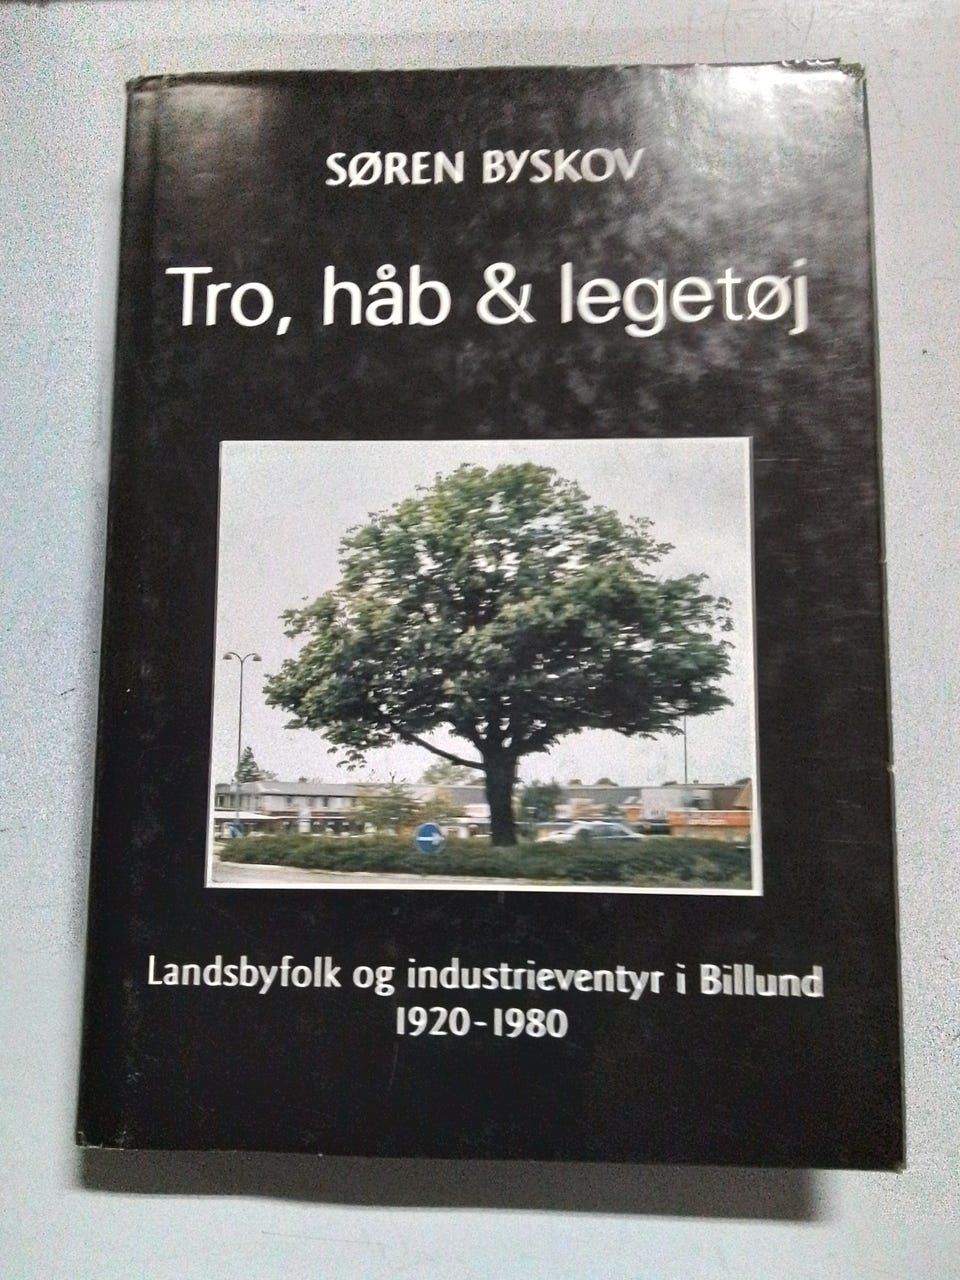 SØREN BYSKOV
Tro, håb & legetøj
Landsbyfolk og industrieventyr i Billund
1920-1980